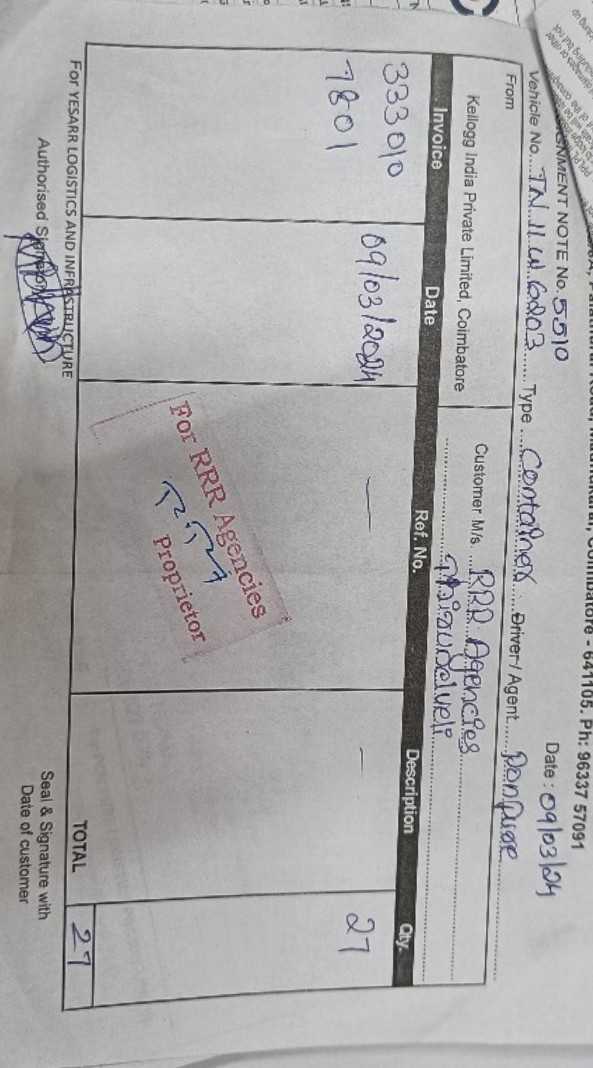 Coimbatore - 641105. Ph: 96337 57091
CONSIGNMENT NOTE No. 5510
Date : 09/03/24
Vehicle No. TN 11 W 6203 Type Container Driver / Agent
From
Kellogg India Private Limited, Coimbatore
Customer M/s. RRR Agencies
Thirunelveli
Invoice Date Ref. No. Description Qty.
333010 09/03/2024 — — 27
7801
For RRR Agencies
Proprietor
TOTAL 27
For YESARR LOGISTICS AND INFRASTRUCTURE
Authorised Signatory
Seal & Signature with
Date of customer